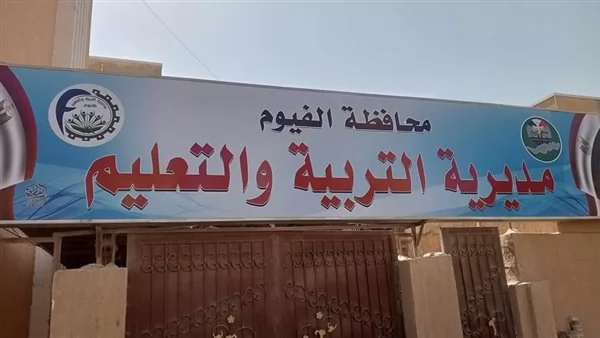 محافظة الفيوم
مديرية التربية والتعليم